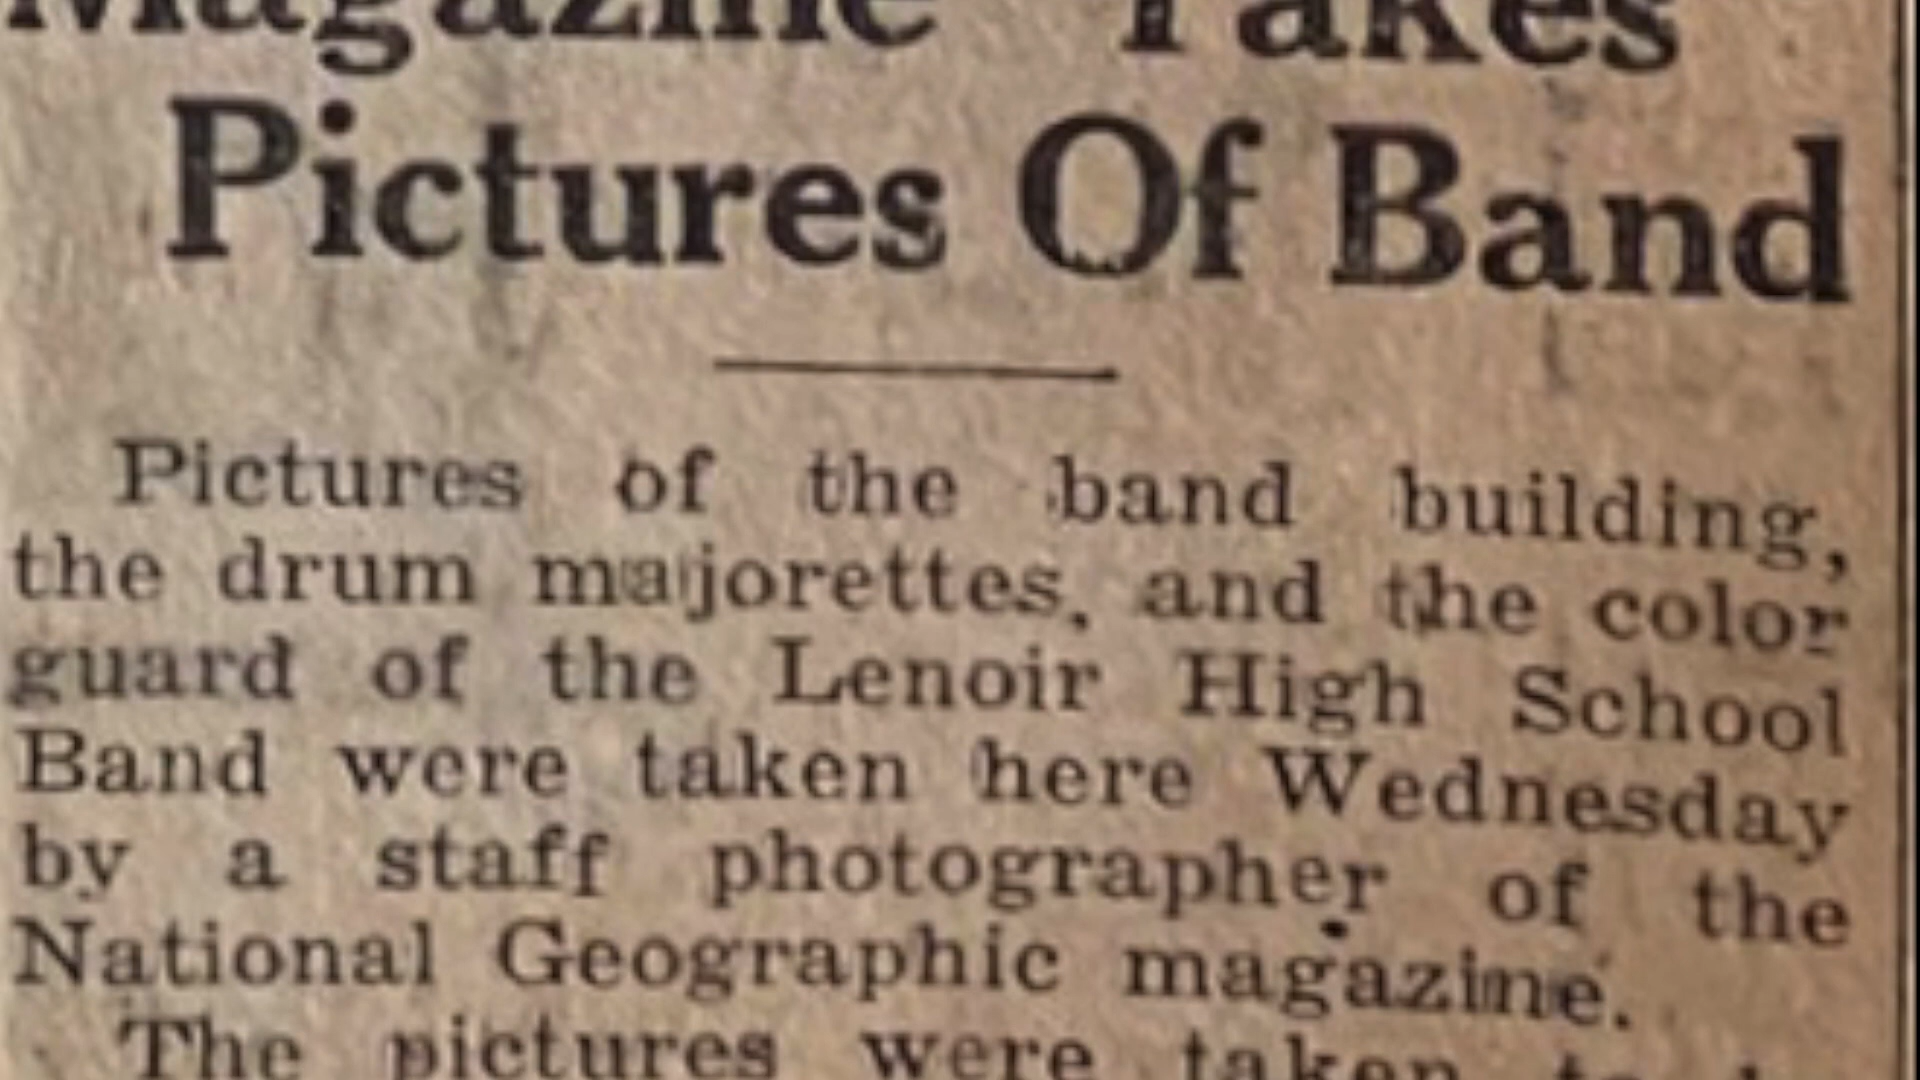 Magazine Takes
Pictures Of Band
Pictures of the band building,
the drum majorettes, and the color
guard of the Lenoir High School
Band were taken here Wednesday
by a staff photographer of the
National Geographic magazine.
The pictures were taken